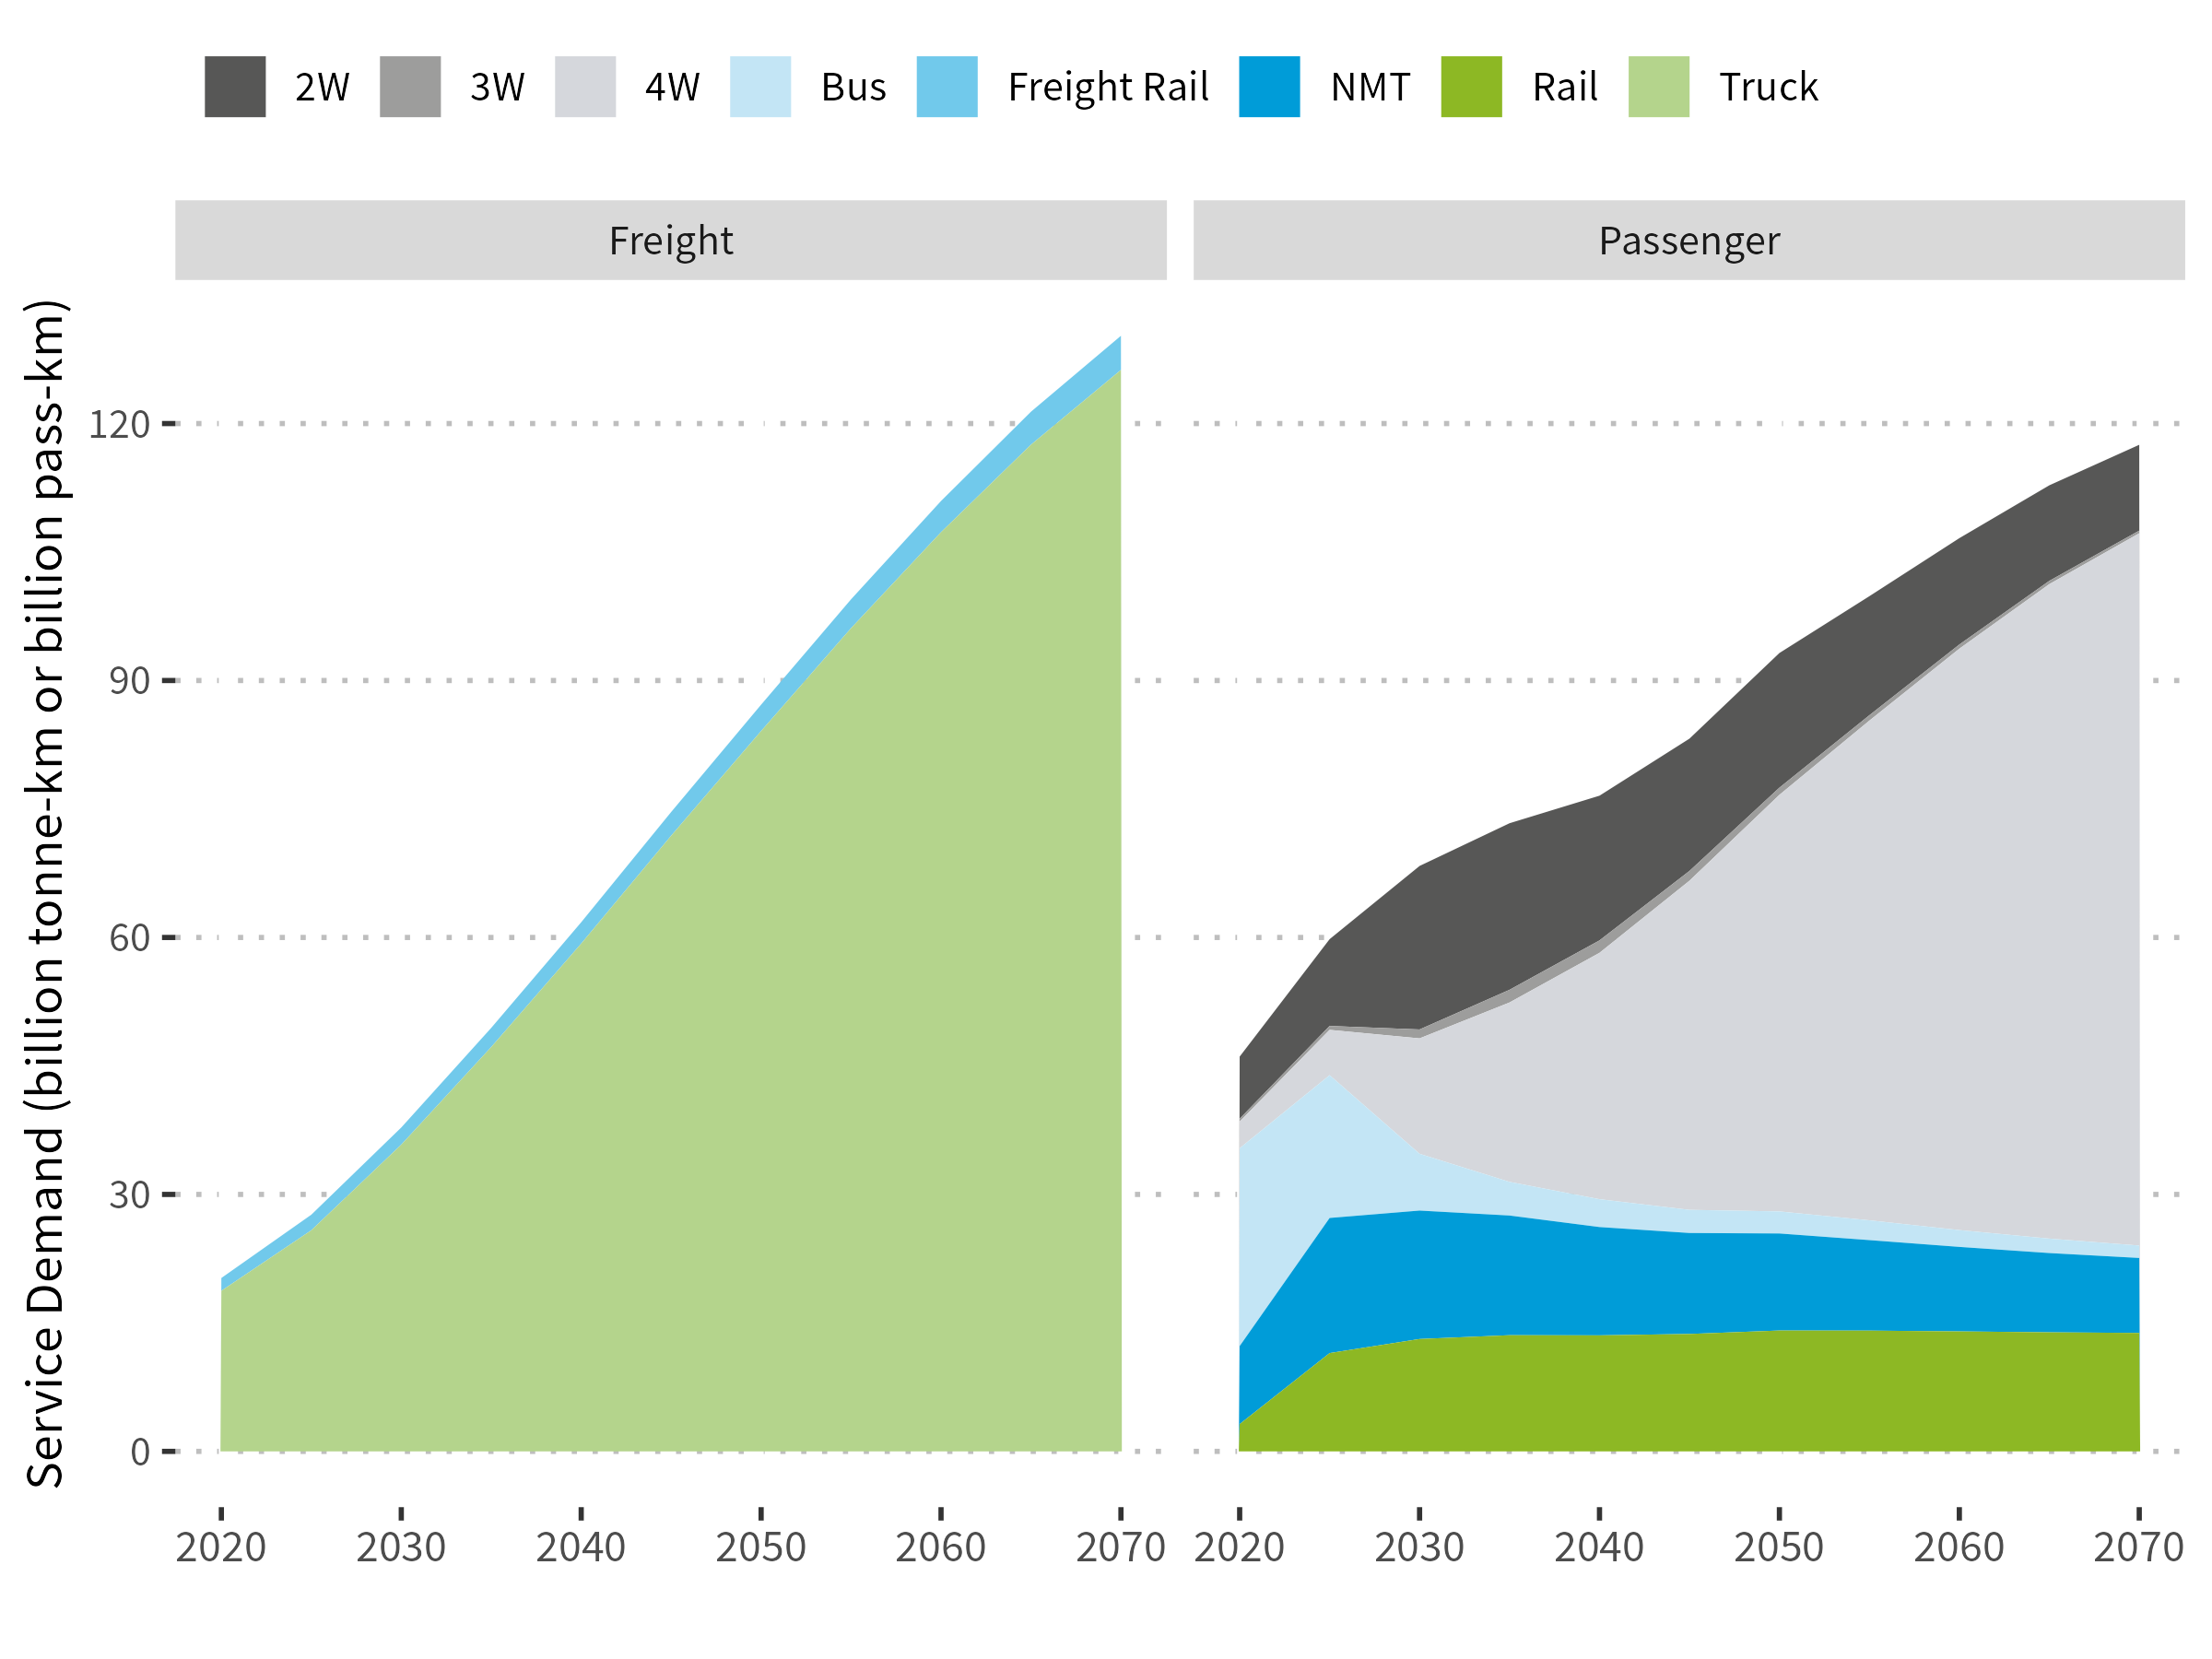 2W 3W 4W Bus Freight Rail NMT Rail Truck
Freight Passenger
Service Demand (billion tonne-km or billion pass-km)
120
90
60
30
0
2020 2030 2040 2050 2060 2070 2020 2030 2040 2050 2060 2070